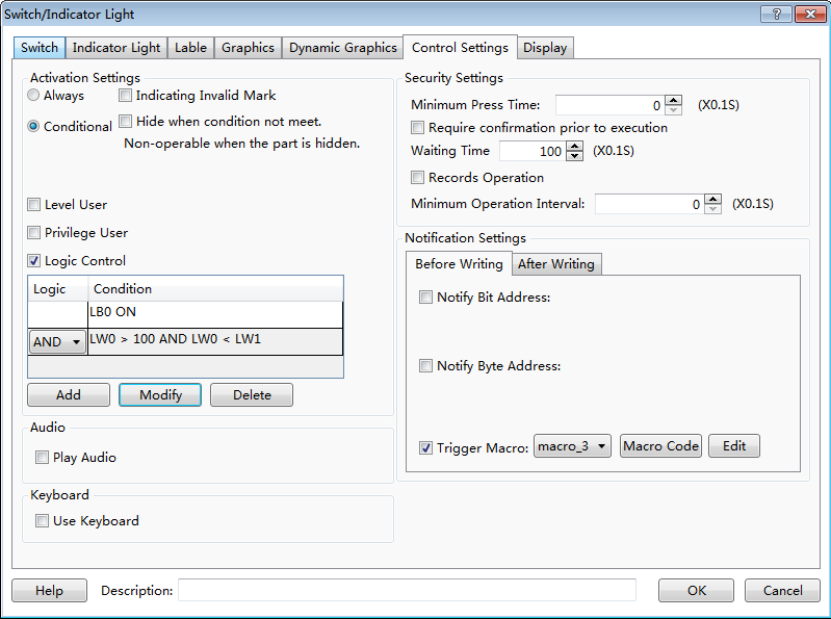 Switch/Indicator Light
?
Switch
Indicator Light
Lable
Graphics
Dynamic Graphics
Control Settings
Display
Activation Settings
Always
Indicating Invalid Mark
Conditional
Hide when condition not meet.
Non-operable when the part is hidden.
Level User
Privilege User
Logic Control
Logic Condition
LB0 ON
AND LW0 > 100 AND LW0 < LW1
Add
Modify
Delete
Audio
Play Audio
Keyboard
Use Keyboard
Security Settings
Minimum Press Time: 0 (X0.1S)
Require confirmation prior to execution
Waiting Time 100 (X0.1S)
Records Operation
Minimum Operation Interval: 0 (X0.1S)
Notification Settings
Before Writing
After Writing
Notify Bit Address:
Notify Byte Address:
Trigger Macro: macro_3 Macro Code Edit
Help
Description:
OK
Cancel